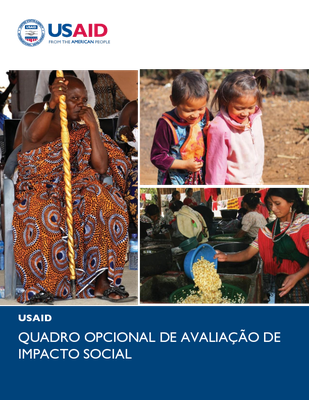 USAID
FROM THE AMERICAN PEOPLE
USAID
QUADRO OPCIONAL DE AVALIAÇÃO DE
IMPACTO SOCIAL